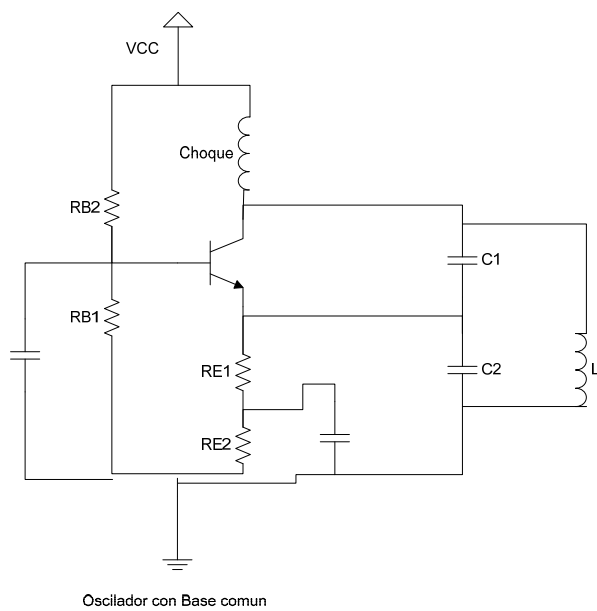 VCC
Choque
RB2
C1
RB1
RE1
C2
L
RE2
Oscilador con Base comun